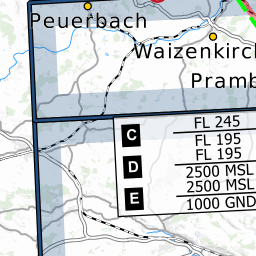 Peuerbach
Waizenkirch
Pramb
C FL 245
FL 195
D FL 195
2500 MSL
E 2500 MSL
1000 GND